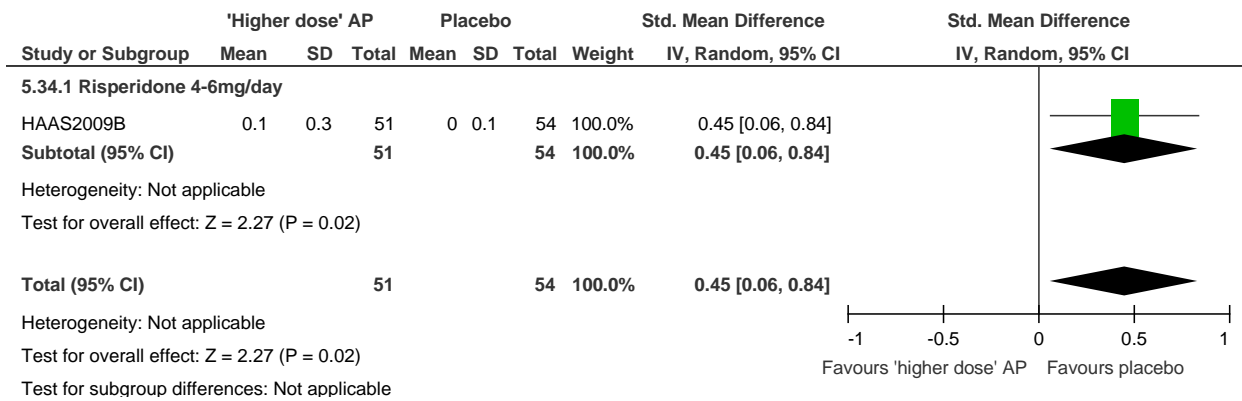 'Higher dose' AP Placebo Std. Mean Difference Std. Mean Difference
Study or Subgroup Mean SD Total Mean SD Total Weight IV, Random, 95% CI IV, Random, 95% CI
5.34.1 Risperidone 4-6mg/day
HAAS2009B 0.1 0.3 51 0 0.1 54 100.0% 0.45 [0.06, 0.84]
Subtotal (95% CI) 51 54 100.0% 0.45 [0.06, 0.84]
Heterogeneity: Not applicable
Test for overall effect: Z = 2.27 (P = 0.02)
Total (95% CI) 51 54 100.0% 0.45 [0.06, 0.84]
Heterogeneity: Not applicable
Test for overall effect: Z = 2.27 (P = 0.02)
Test for subgroup differences: Not applicable
-1 -0.5 0 0.5 1
Favours 'higher dose' AP Favours placebo